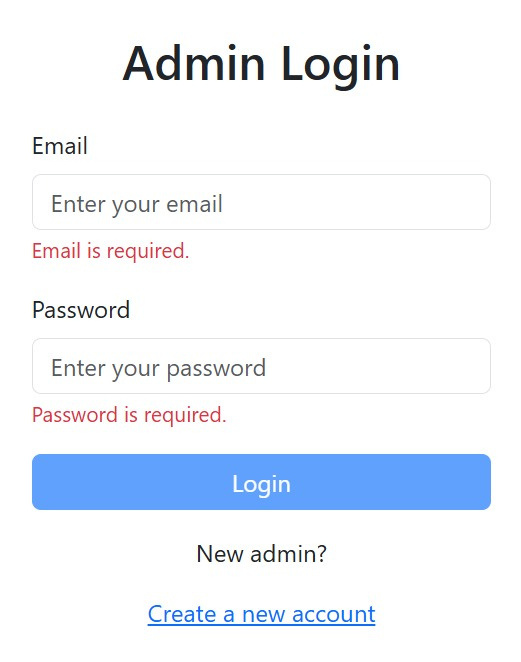 Admin Login
Email
Enter your email
Email is required.
Password
Enter your password
Password is required.
Login
New admin?
Create a new account